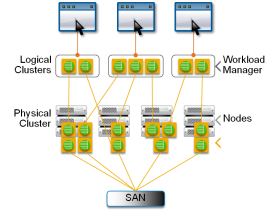 Logical
Clusters
Workload
Manager
Physical
Cluster
Nodes
SAN